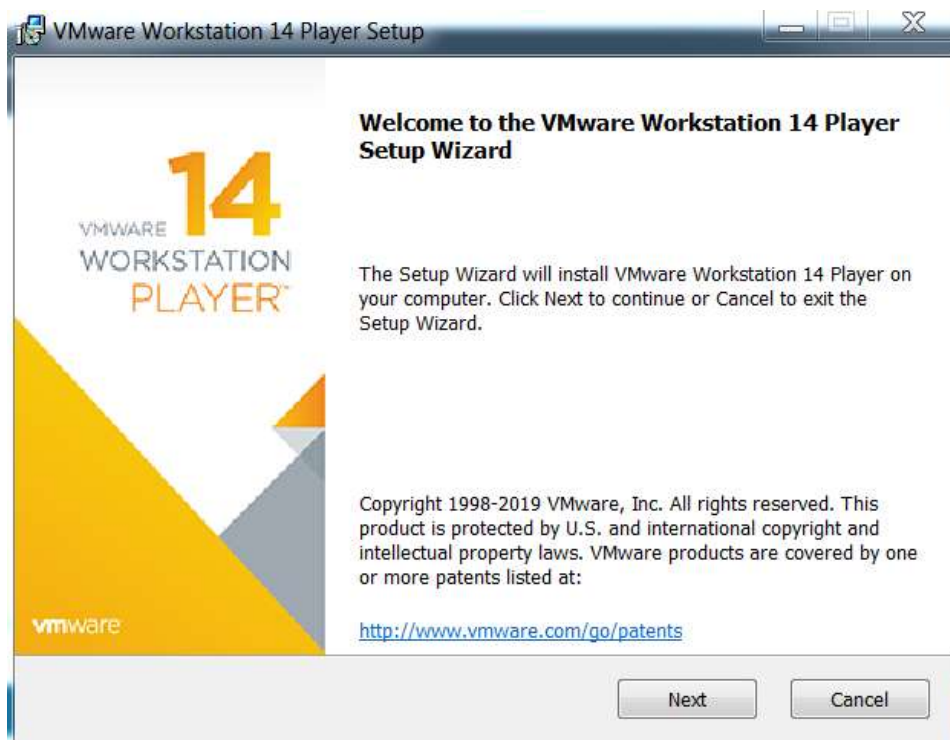 VMware Workstation 14 Player Setup
Welcome to the VMware Workstation 14 Player
Setup Wizard
14
VMWARE
WORKSTATION
PLAYER™
The Setup Wizard will install VMware Workstation 14 Player on
your computer. Click Next to continue or Cancel to exit the
Setup Wizard.
Copyright 1998-2019 VMware, Inc. All rights reserved. This
product is protected by U.S. and international copyright and
intellectual property laws. VMware products are covered by one
or more patents listed at:
http://www.vmware.com/go/patents
vmware
Next
Cancel